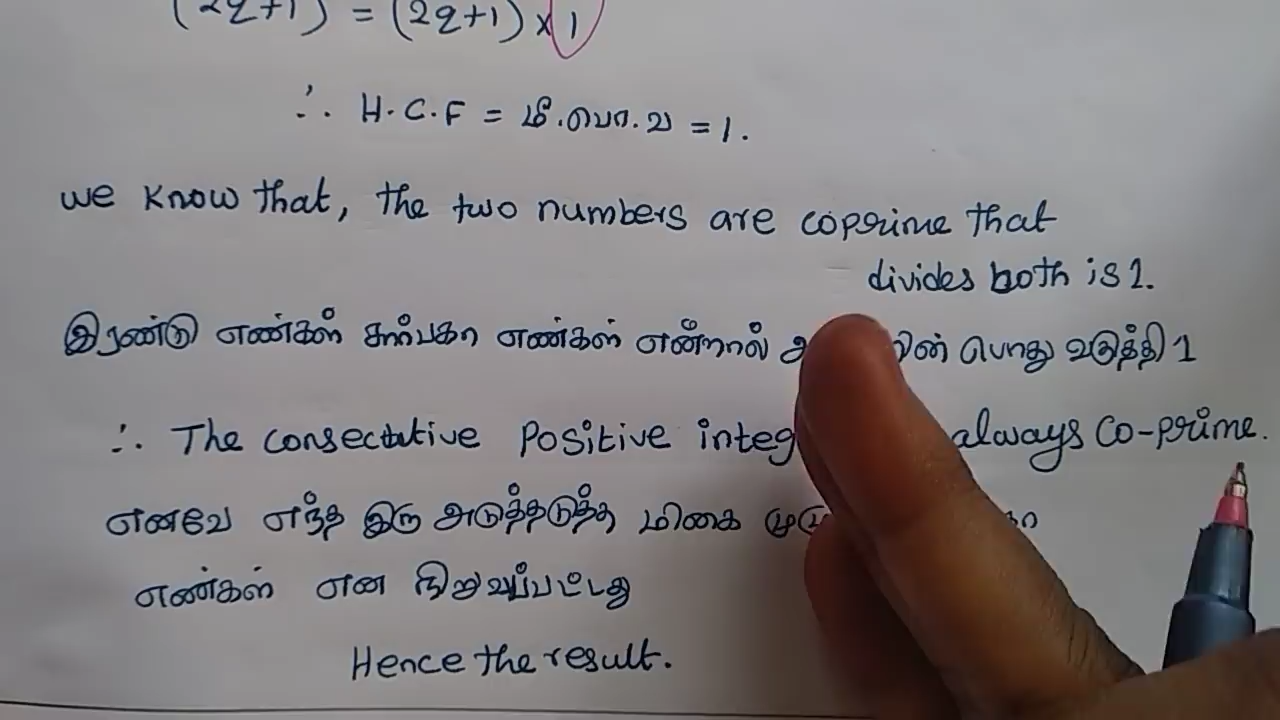 (2q+1) = (2q+1) × 1
∴ H.C.F = மீ.பொ.வ = 1.
we know that, the two numbers are coprime that
divides both is 1.
இரண்டு எண்கள் சார்பகா எண்கள் என்றால் பொது வடுத்தி 1
∴ The consecutive Positive always Co-prime.
எனவே எந்த இரு அடுத்தடுத்த மிகை
எண்கள் என நிறுவப்பட்டது
Hence the result.